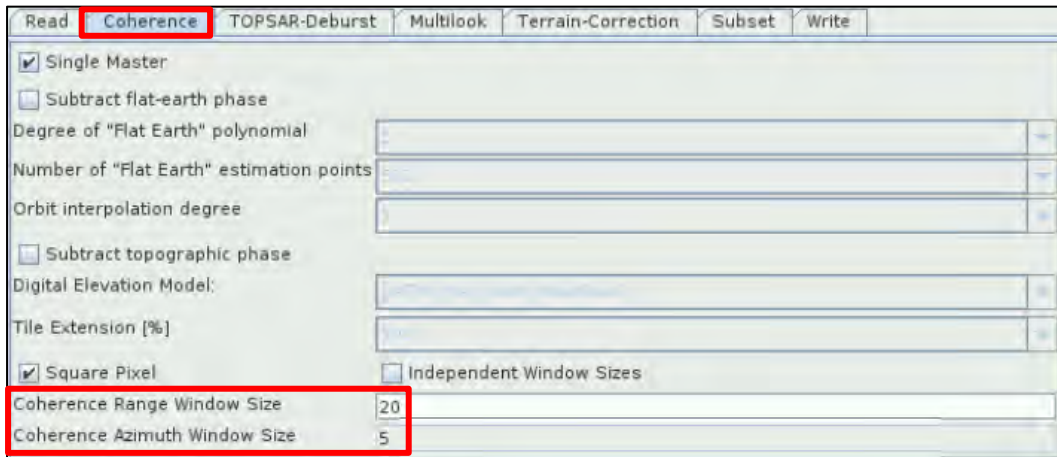 Read Coherence TOPSAR-Deburst Multilook Terrain-Correction Subset Write
Single Master
Subtract flat-earth phase
Degree of "Flat Earth" polynomial
Number of "Flat Earth" estimation points
Orbit interpolation degree
Subtract topographic phase
Digital Elevation Model:
Tile Extension [%]
Square Pixel Independent Window Sizes
Coherence Range Window Size 20
Coherence Azimuth Window Size 5